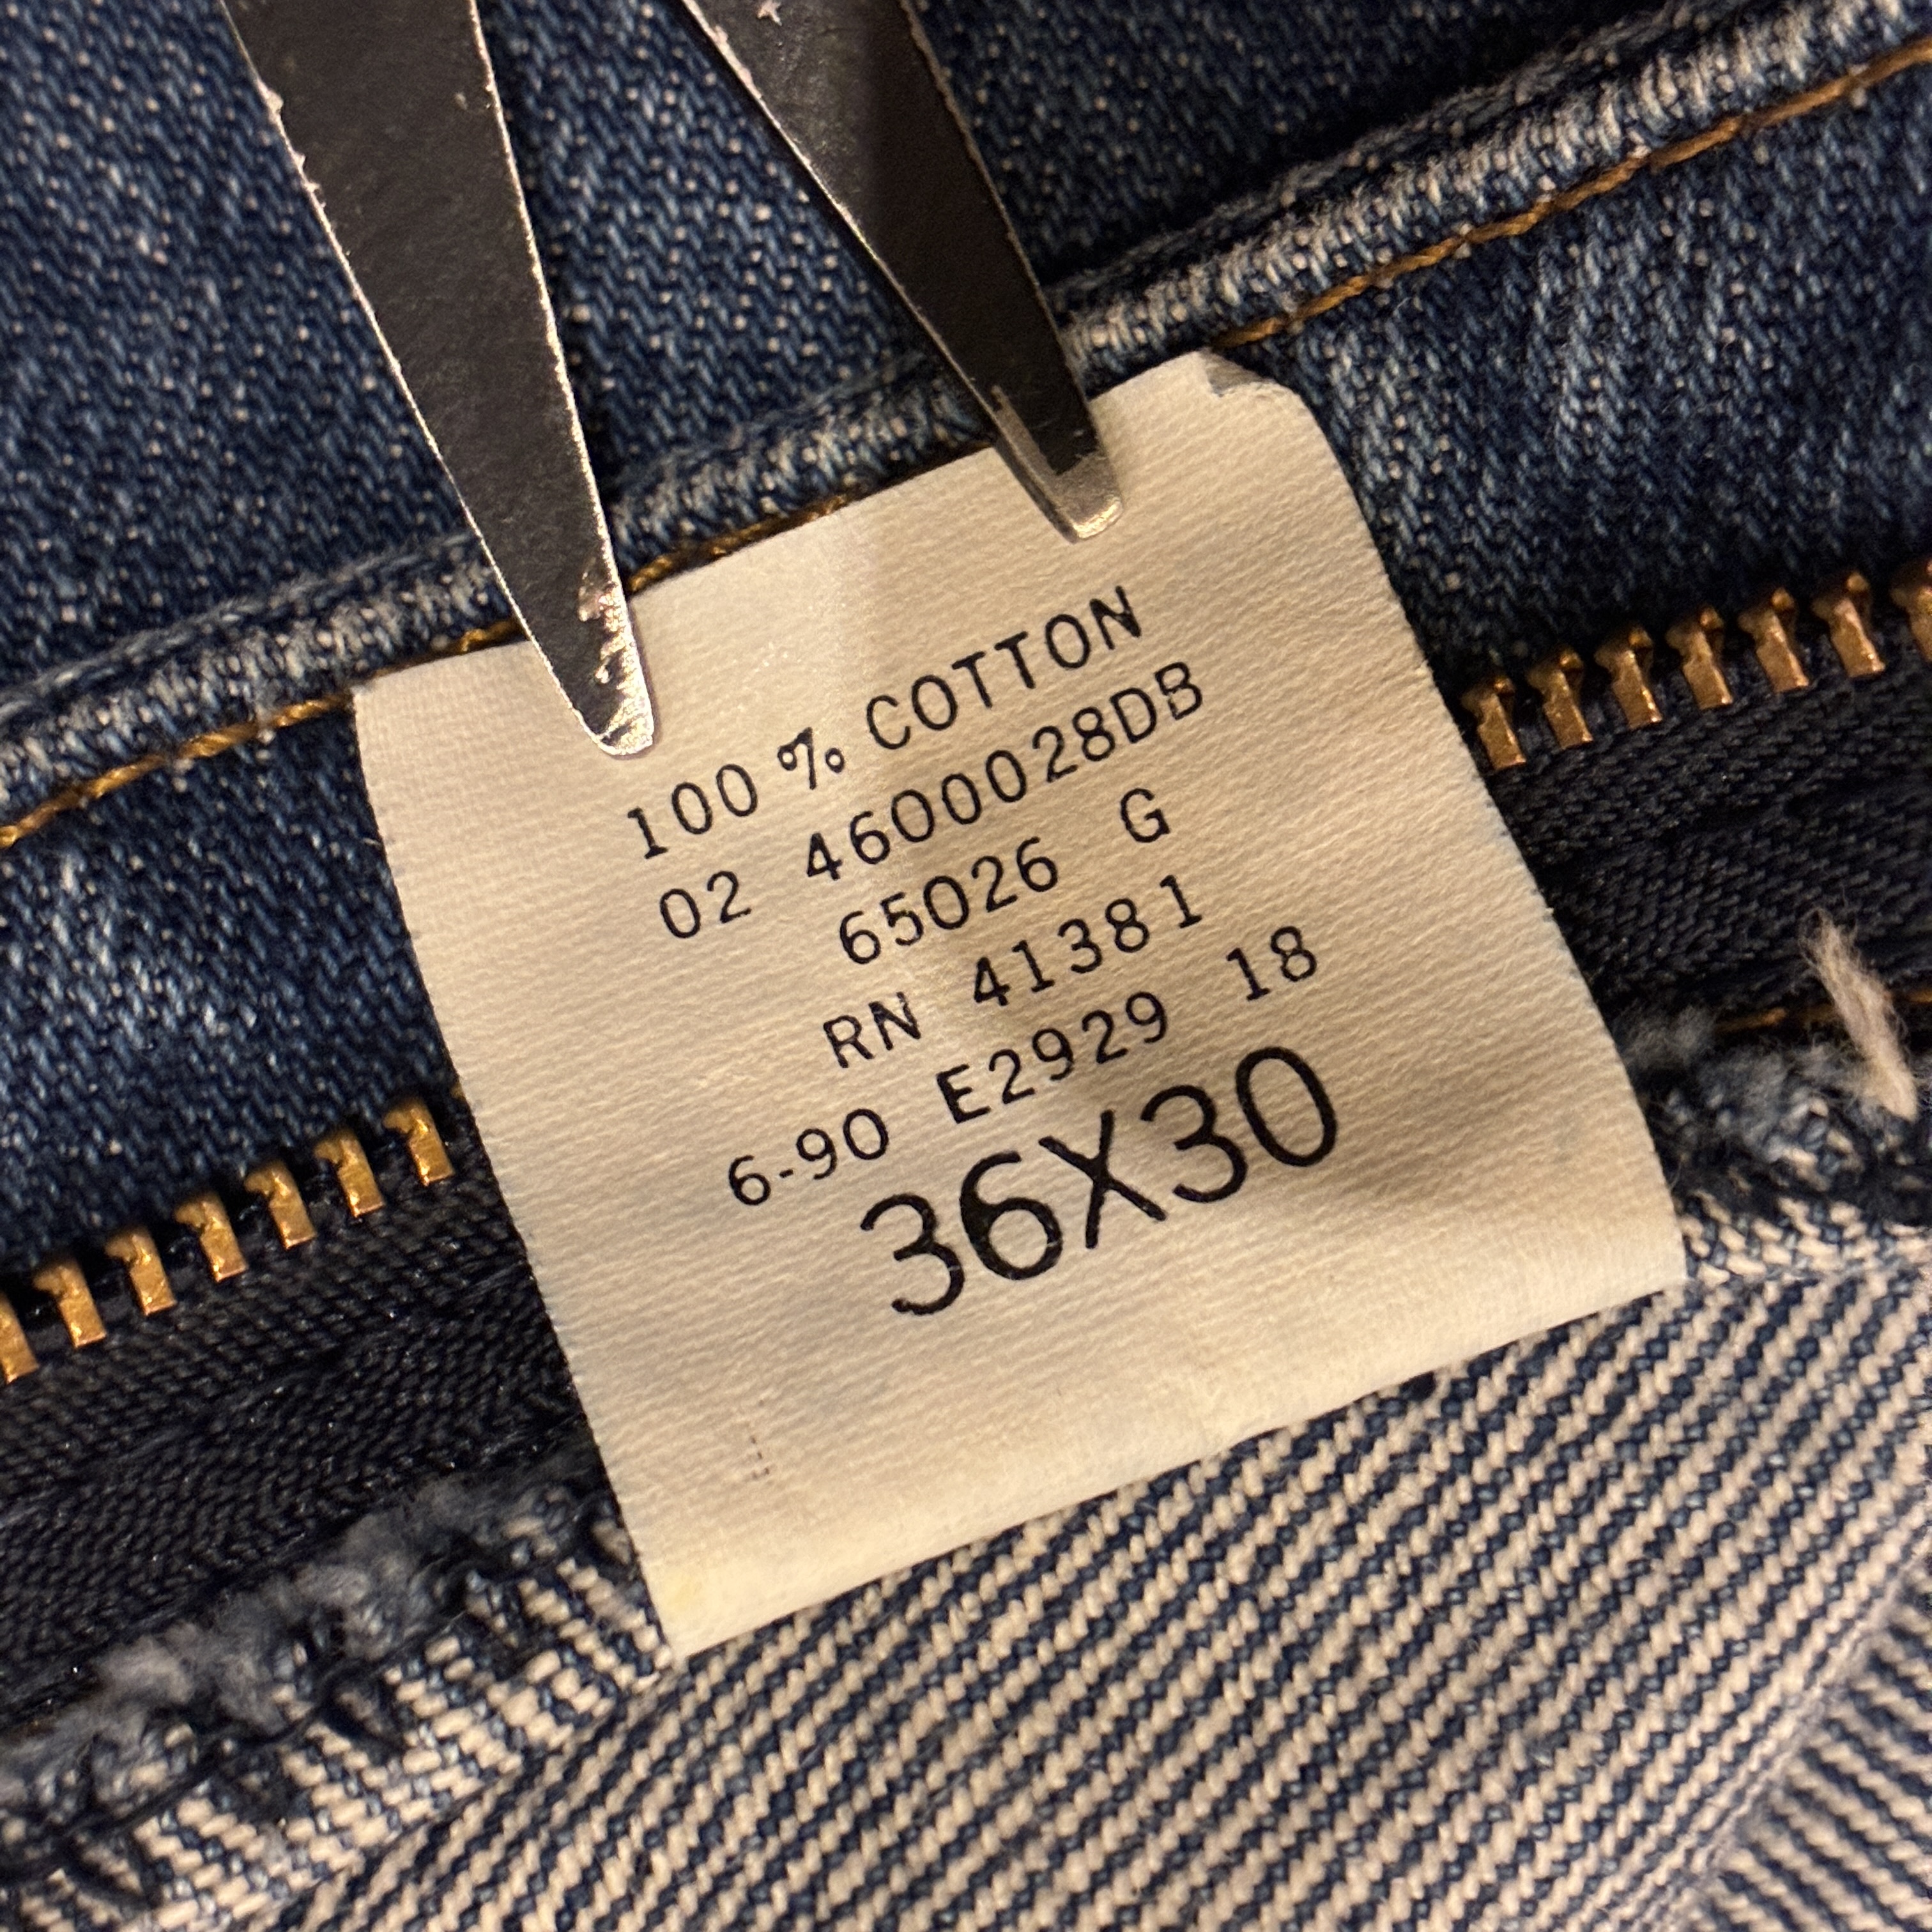 100 % COTTON
02 4600028DB
65026 G
RN 41381
6-90 E2929 18
36X30